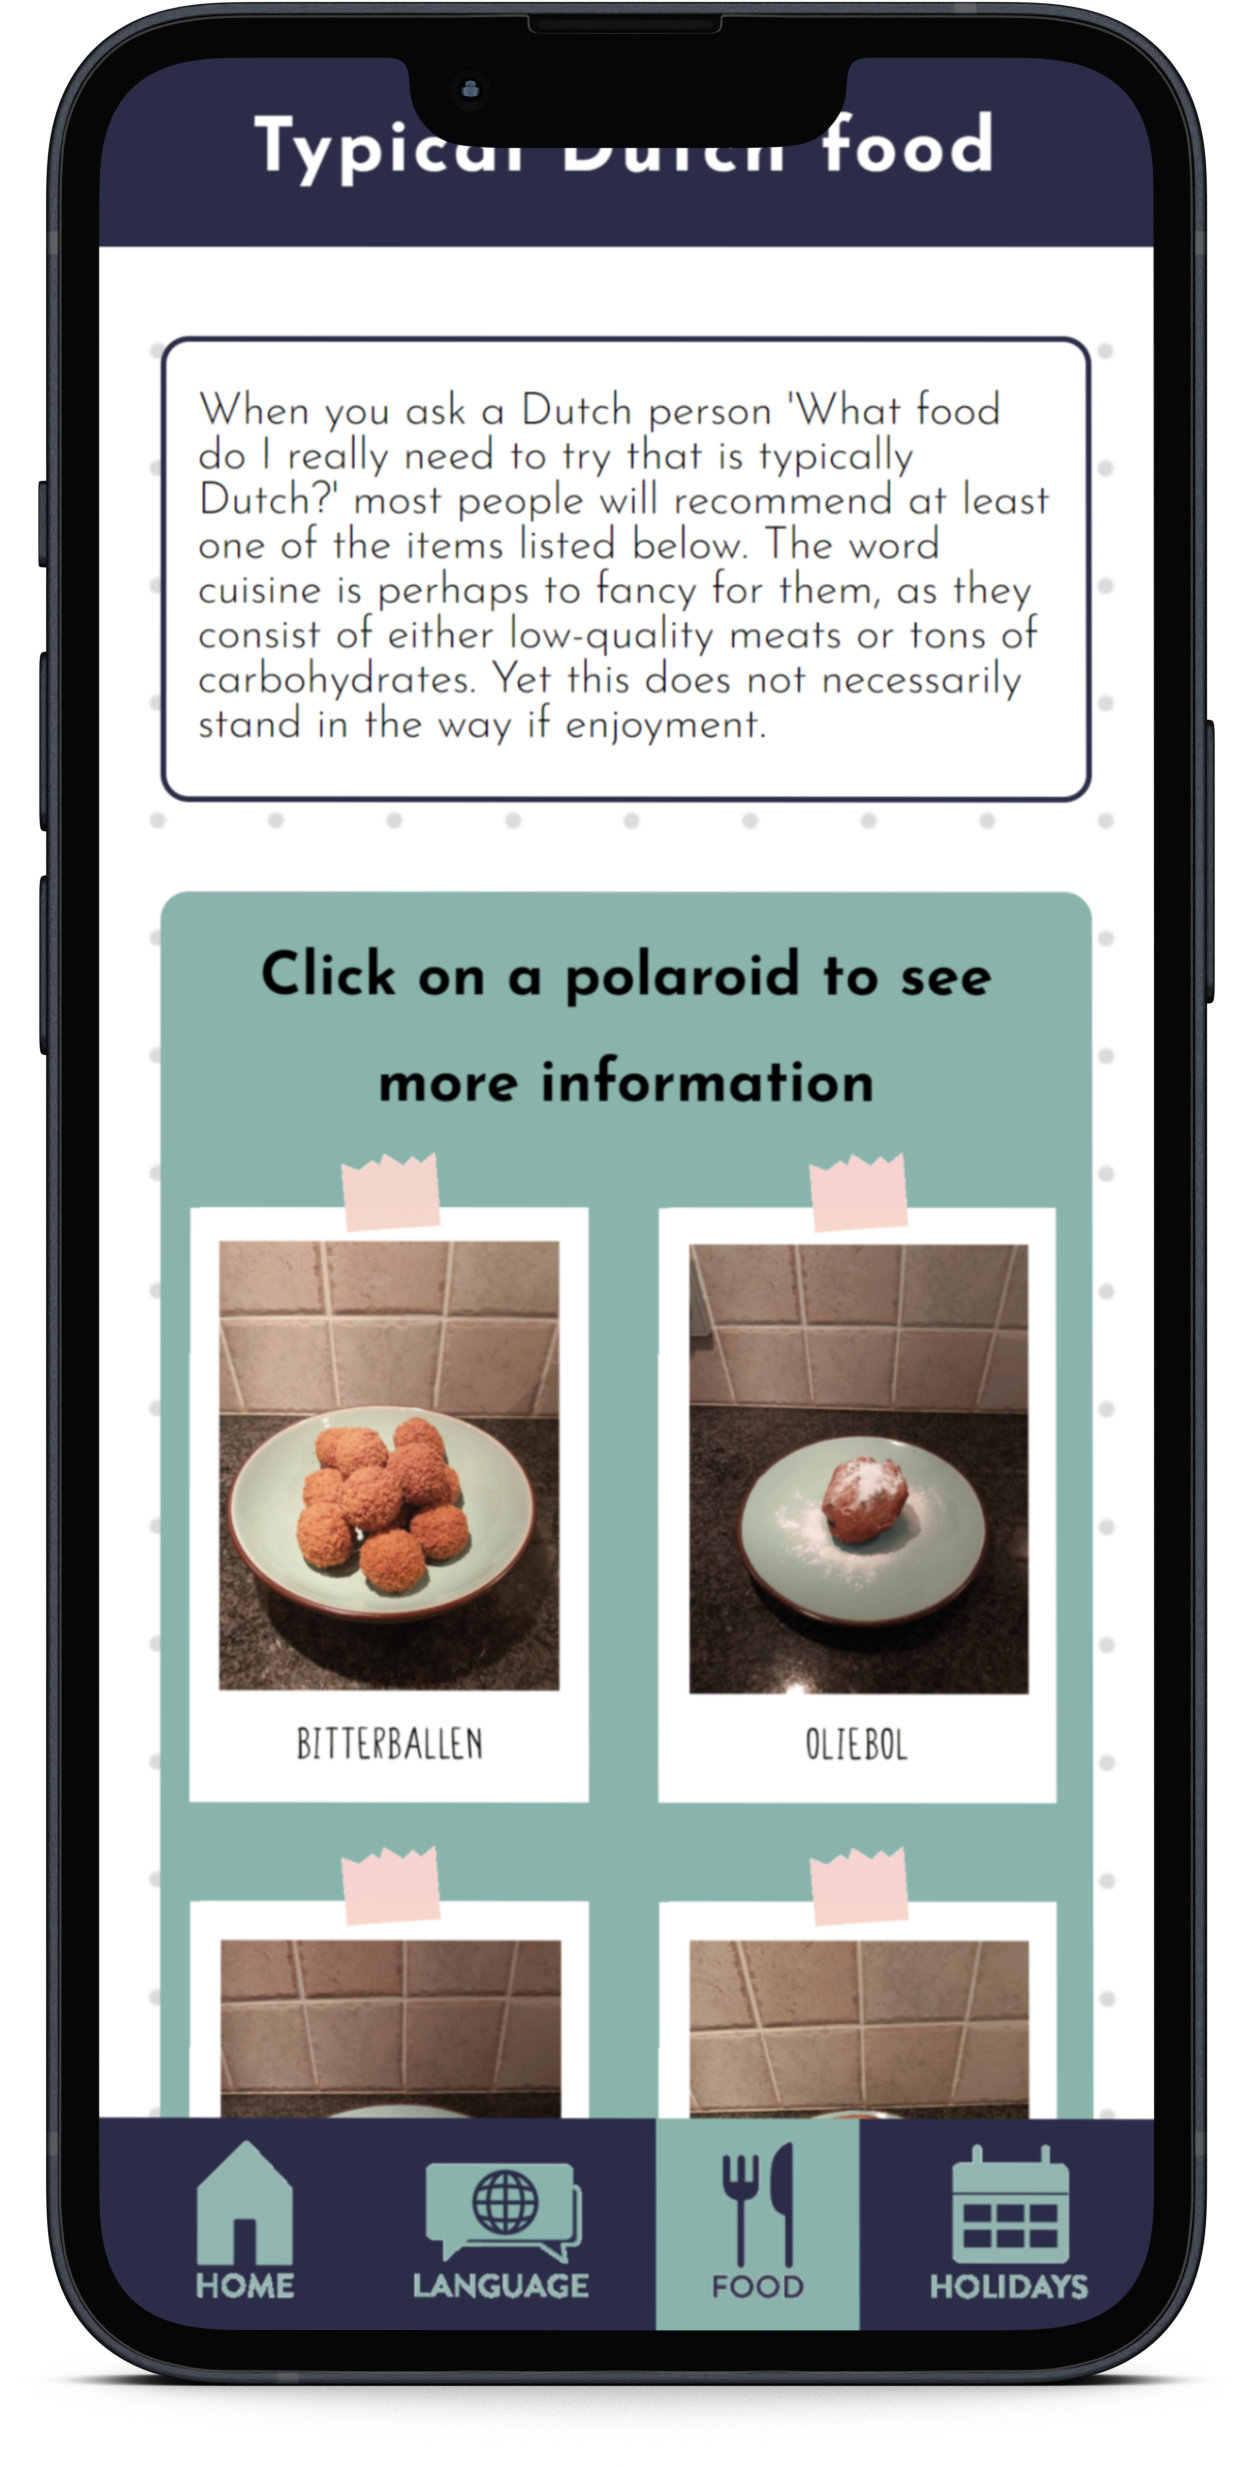 Typical Dutch food
When you ask a Dutch person 'What food
do I really need to try that is typically
Dutch?' most people will recommend at least
one of the items listed below. The word
cuisine is perhaps to fancy for them, as they
consist of either low-quality meats or tons of
carbohydrates. Yet this does not necessarily
stand in the way if enjoyment.
Click on a polaroid to see
more information
BITTERBALLEN
OLIEBOL
HOME
LANGUAGE
FOOD
HOLIDAYS